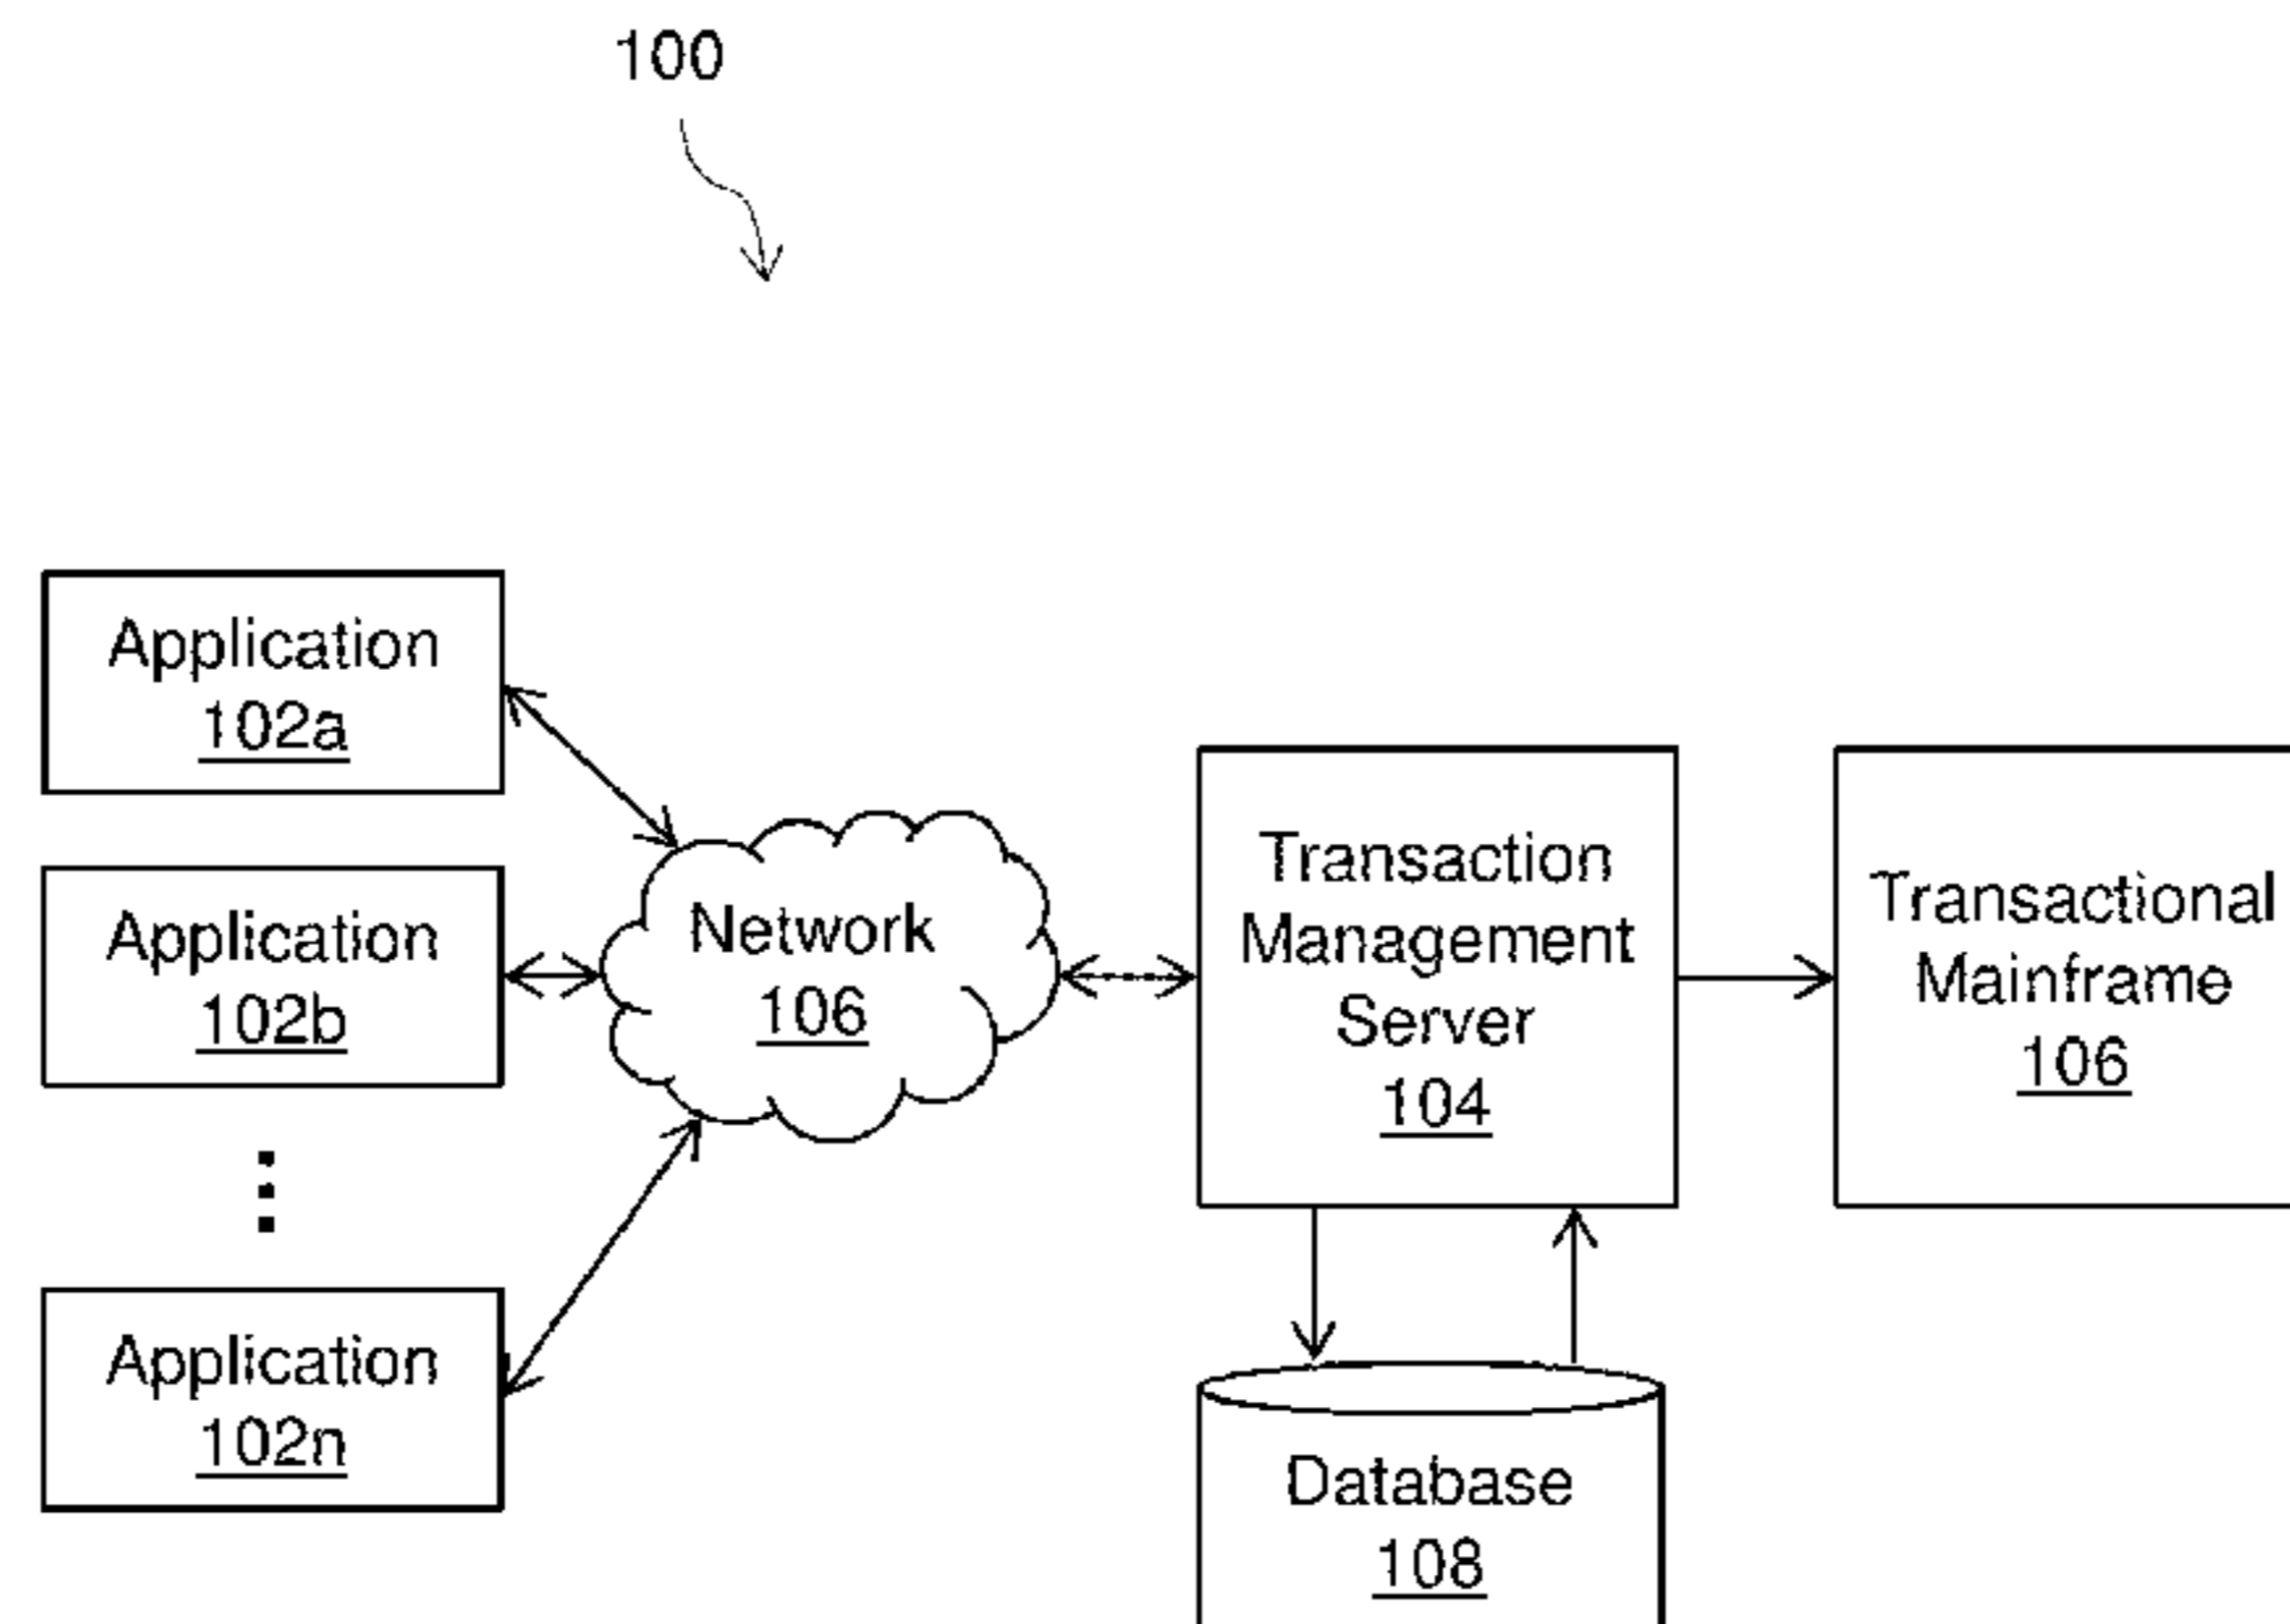 100
Application
102a
Application
102b
Application
102n
Network
106
Transaction
Management
Server
104
Transactional
Mainframe
106
Database
108